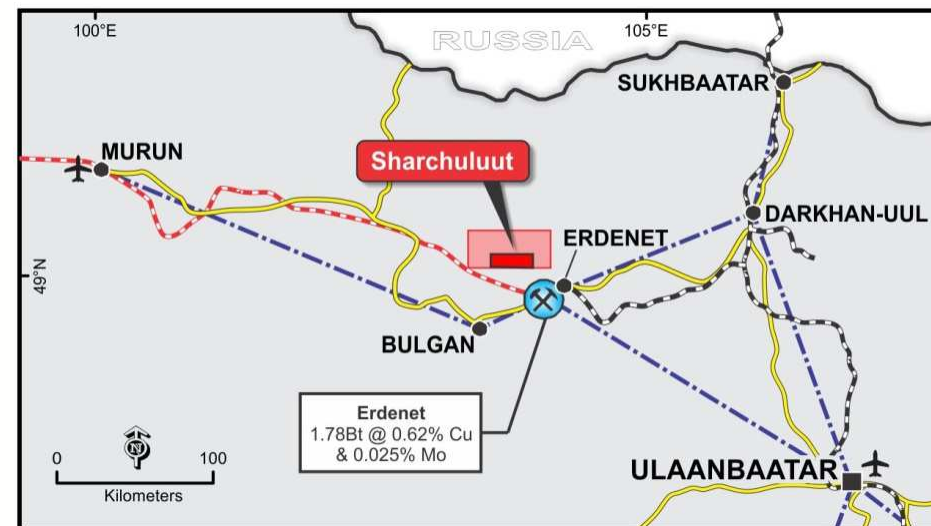 100°E
105°E
RUSSIA
SUKHBAATAR
MURUN
Sharchuluut
DARKHAN-UUL
ERDENET
49°N
BULGAN
Erdenet
1.78Bt @ 0.62% Cu
& 0.025% Mo
N
0 100
Kilometers
ULAANBAATAR